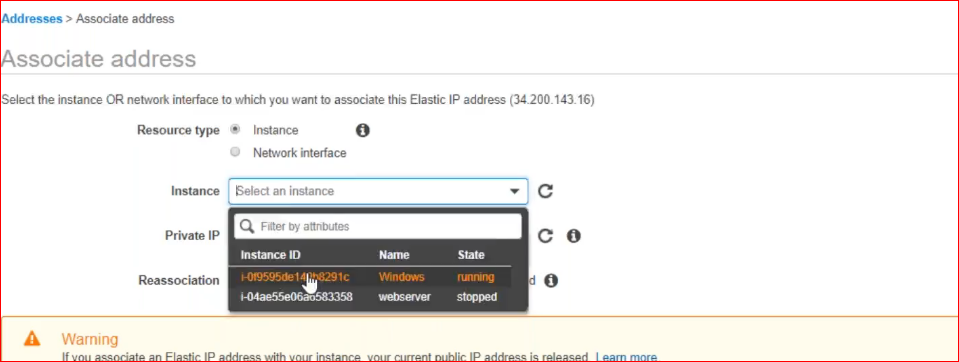 Addresses > Associate address
Associate address
Select the instance OR network interface to which you want to associate this Elastic IP address (34.200.143.16)
Resource type Instance
Network interface
Instance Select an instance
Filter by attributes
Private IP
Instance ID Name State
Reassociation Windows running
i-04ae55e06a6583358 webserver stopped
Warning
If you associate an Elastic IP address with your instance, your current public IP address is released. Learn more